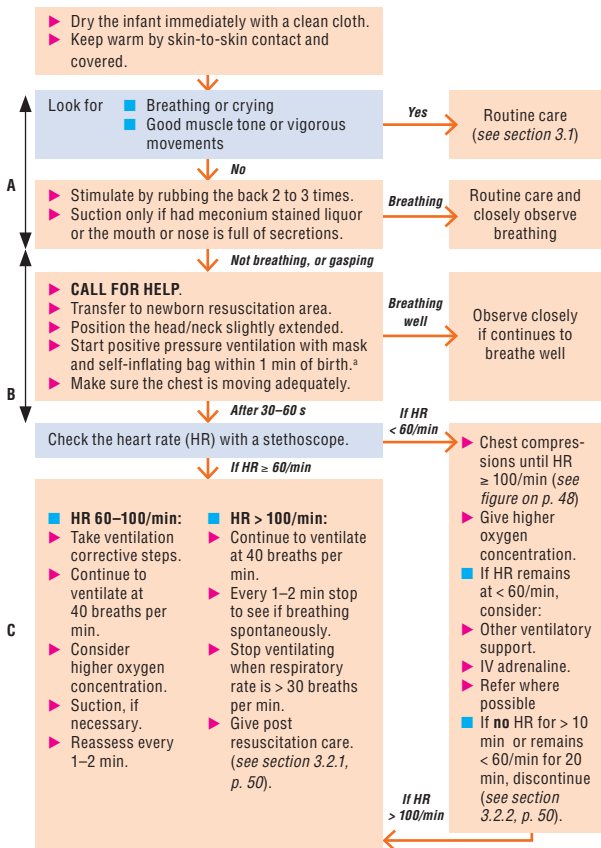 ▶ Dry the infant immediately with a clean cloth.
▶ Keep warm by skin-to-skin contact and
covered.
A
Look for ■ Breathing or crying
■ Good muscle tone or vigorous
movements
Yes
Routine care
(see section 3.1)
No
▶ Stimulate by rubbing the back 2 to 3 times.
▶ Suction only if had meconium stained liquor
or the mouth or nose is full of secretions.
Breathing
Routine care and
closely observe
breathing
Not breathing, or gasping
B
▶ CALL FOR HELP.
▶ Transfer to newborn resuscitation area.
▶ Position the head/neck slightly extended.
▶ Start positive pressure ventilation with mask
and self-inflating bag within 1 min of birth.ª
▶ Make sure the chest is moving adequately.
Breathing
well
Observe closely
if continues to
breathe well
After 30–60 s
Check the heart rate (HR) with a stethoscope.
If HR
< 60/min
If HR ≥ 60/min
C
■ HR 60–100/min:
▶ Take ventilation
corrective steps.
▶ Continue to
ventilate at
40 breaths per
min.
▶ Consider
higher oxygen
concentration.
▶ Suction, if
necessary.
▶ Reassess every
1–2 min.
■ HR > 100/min:
▶ Continue to ventilate
at 40 breaths per
min.
▶ Every 1–2 min stop
to see if breathing
spontaneously.
▶ Stop ventilating
when respiratory
rate is > 30 breaths
per min.
▶ Give post
resuscitation care.
(see section 3.2.1,
p. 50).
▶ Chest compres-
sions until HR
≥ 100/min (see
figure on p. 48)
▶ Give higher
oxygen
concentration.
■ If HR remains
at < 60/min,
consider:
▶ Other ventilatory
support.
▶ IV adrenaline.
▶ Refer where
possible
■ If no HR for > 10
min or remains
< 60/min for 20
min, discontinue
(see section
3.2.2, p. 50).
If HR
> 100/min